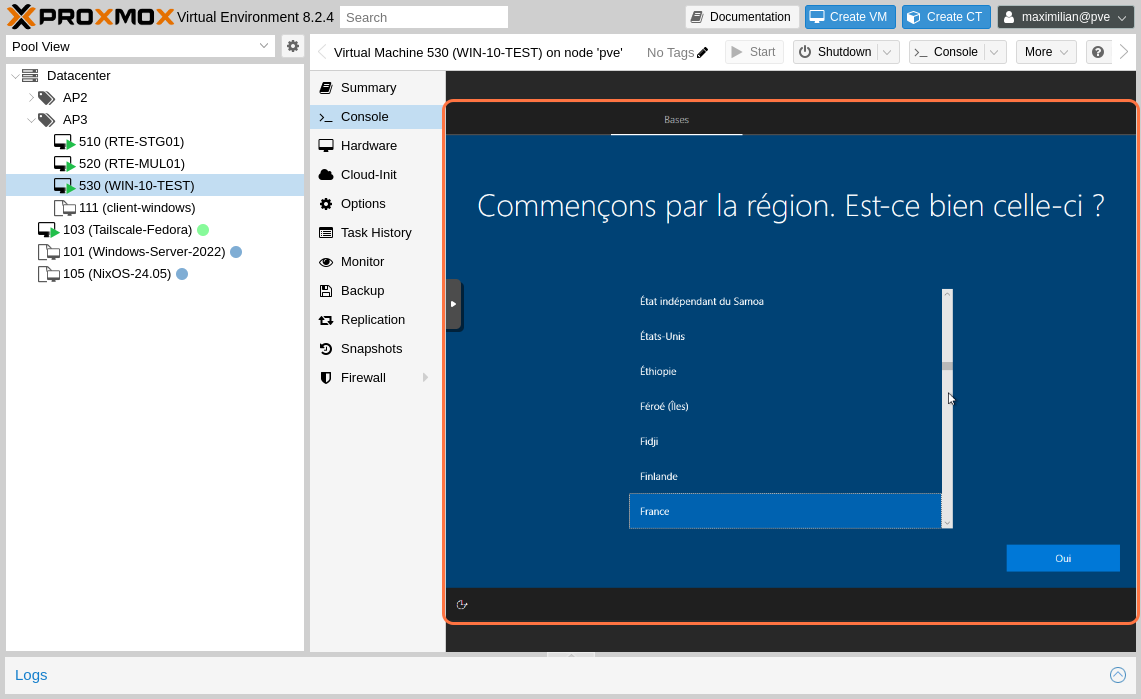 PROXMOX Virtual Environment 8.2.4 Search Documentation Create VM Create CT maximilian@pve
Pool View
Virtual Machine 530 (WIN-10-TEST) on node 'pve' No Tags Start Shutdown Console More
Datacenter
AP2
AP3
510 (RTE-STG01)
520 (RTE-MUL01)
530 (WIN-10-TEST)
111 (client-windows)
103 (Tailscale-Fedora)
101 (Windows-Server-2022)
105 (NixOS-24.05)
Summary
Console
Hardware
Cloud-Init
Options
Task History
Monitor
Backup
Replication
Snapshots
Firewall
Bases
Commençons par la région. Est-ce bien celle-ci ?
État indépendant du Samoa
États-Unis
Éthiopie
Féroé (Îles)
Fidji
Finlande
France
Oui
Logs